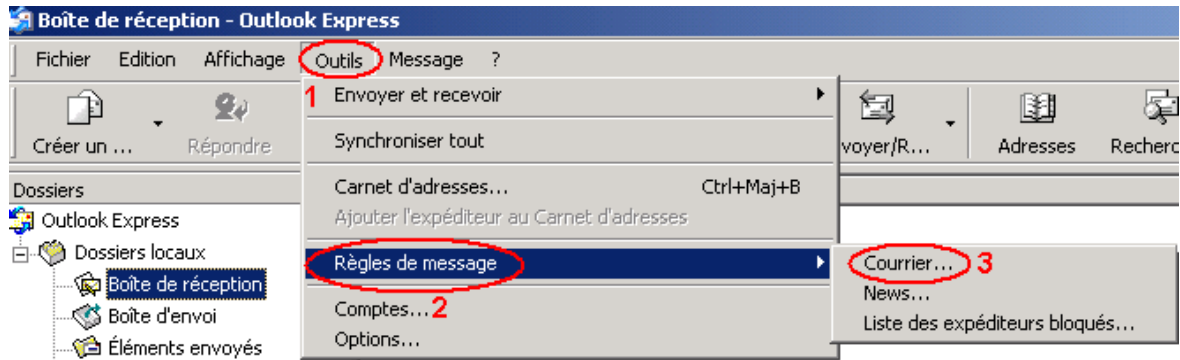 Boîte de réception - Outlook Express
Fichier Edition Affichage Outils Message ?
1
Créer un ... Répondre voyer/R... Adresses Recherc
Envoyer et recevoir
Synchroniser tout
Carnet d'adresses... Ctrl+Maj+B
Ajouter l'expéditeur au Carnet d'adresses
Règles de message
Comptes... 2
Options...
Courrier... 3
News...
Liste des expéditeurs bloqués...
Dossiers
Outlook Express
Dossiers locaux
Boîte de réception
Boîte d'envoi
Éléments envoyés